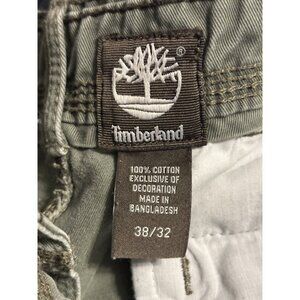 ®
Timberland
100% COTTON
EXCLUSIVE OF
DECORATION
MADE IN
BANGLADESH
38/32